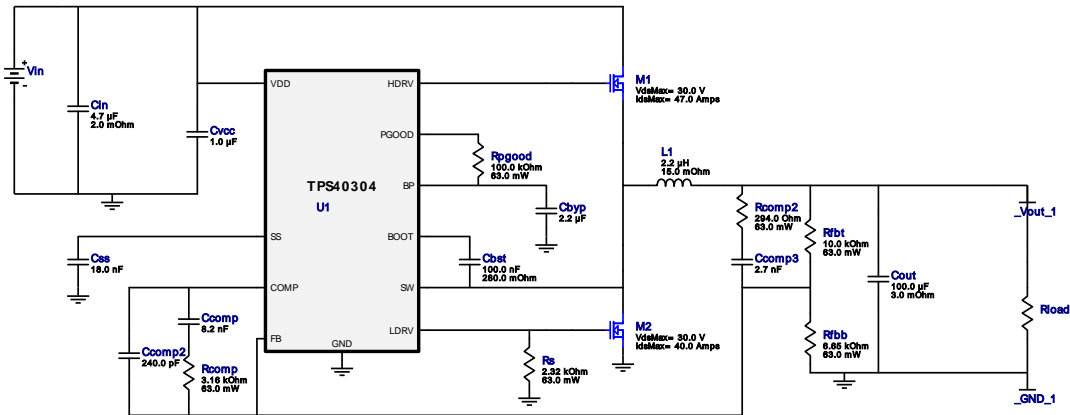 +
Vin
-
Cin
4.7 µF
2.0 mOhm
Cvcc
1.0 µF
VDD
HDRV
PGOOD
TPS40304
U1
BP
SS
BOOT
COMP
SW
LDRV
FB
GND
M1
VdsMax= 30.0 V
IdsMax= 47.0 Amps
Rpgood
100.0 kOhm
63.0 mW
Cbyp
2.2 µF
L1
2.2 µH
15.0 mOhm
Rcomp2
294.0 Ohm
63.0 mW
Rfbt
10.0 kOhm
63.0 mW
_Vout_1
Css
18.0 nF
Cbst
100.0 nF
260.0 mOhm
Ccomp3
2.7 nF
Cout
100.0 µF
3.0 mOhm
Rload
Ccomp
8.2 nF
Ccomp2
240.0 pF
Rcomp
3.16 kOhm
63.0 mW
Rs
2.32 kOhm
63.0 mW
M2
VdsMax= 30.0 V
IdsMax= 40.0 Amps
Rfbb
6.65 kOhm
63.0 mW
_GND_1